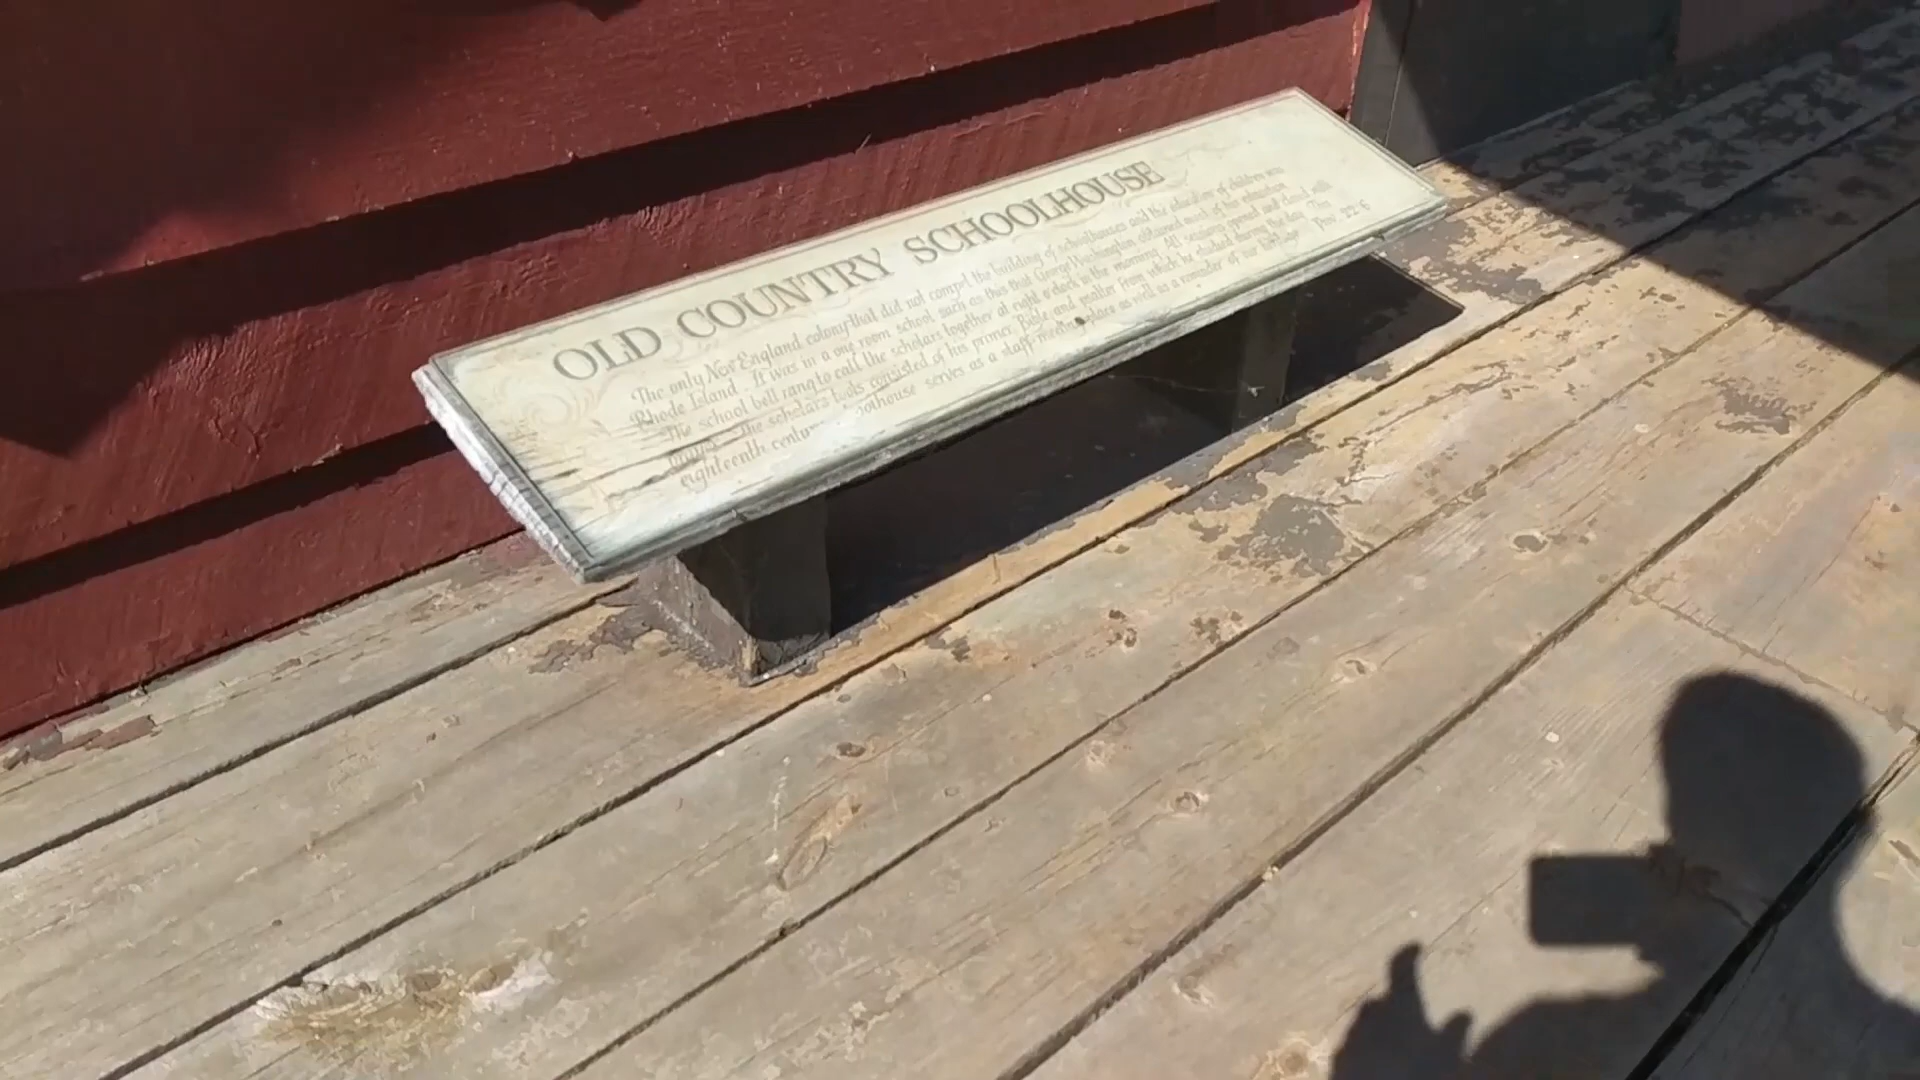 OLD COUNTRY SCHOOLHOUSE
The only New England colony that did not compel the building of schoolhouses and the education of children was
Rhode Island. It was in a one room school such as this that George Washington obtained most of his education
The school bell rang to call the scholars together at eight o'clock in the morning. All sessions opened and closed with
The scholars tools consisted of his primer, Bible and psalter from which he studied during the day. This
eighteenth century serves as a staff meeting place as well as a reminder of our heritage. Prov. 22:6